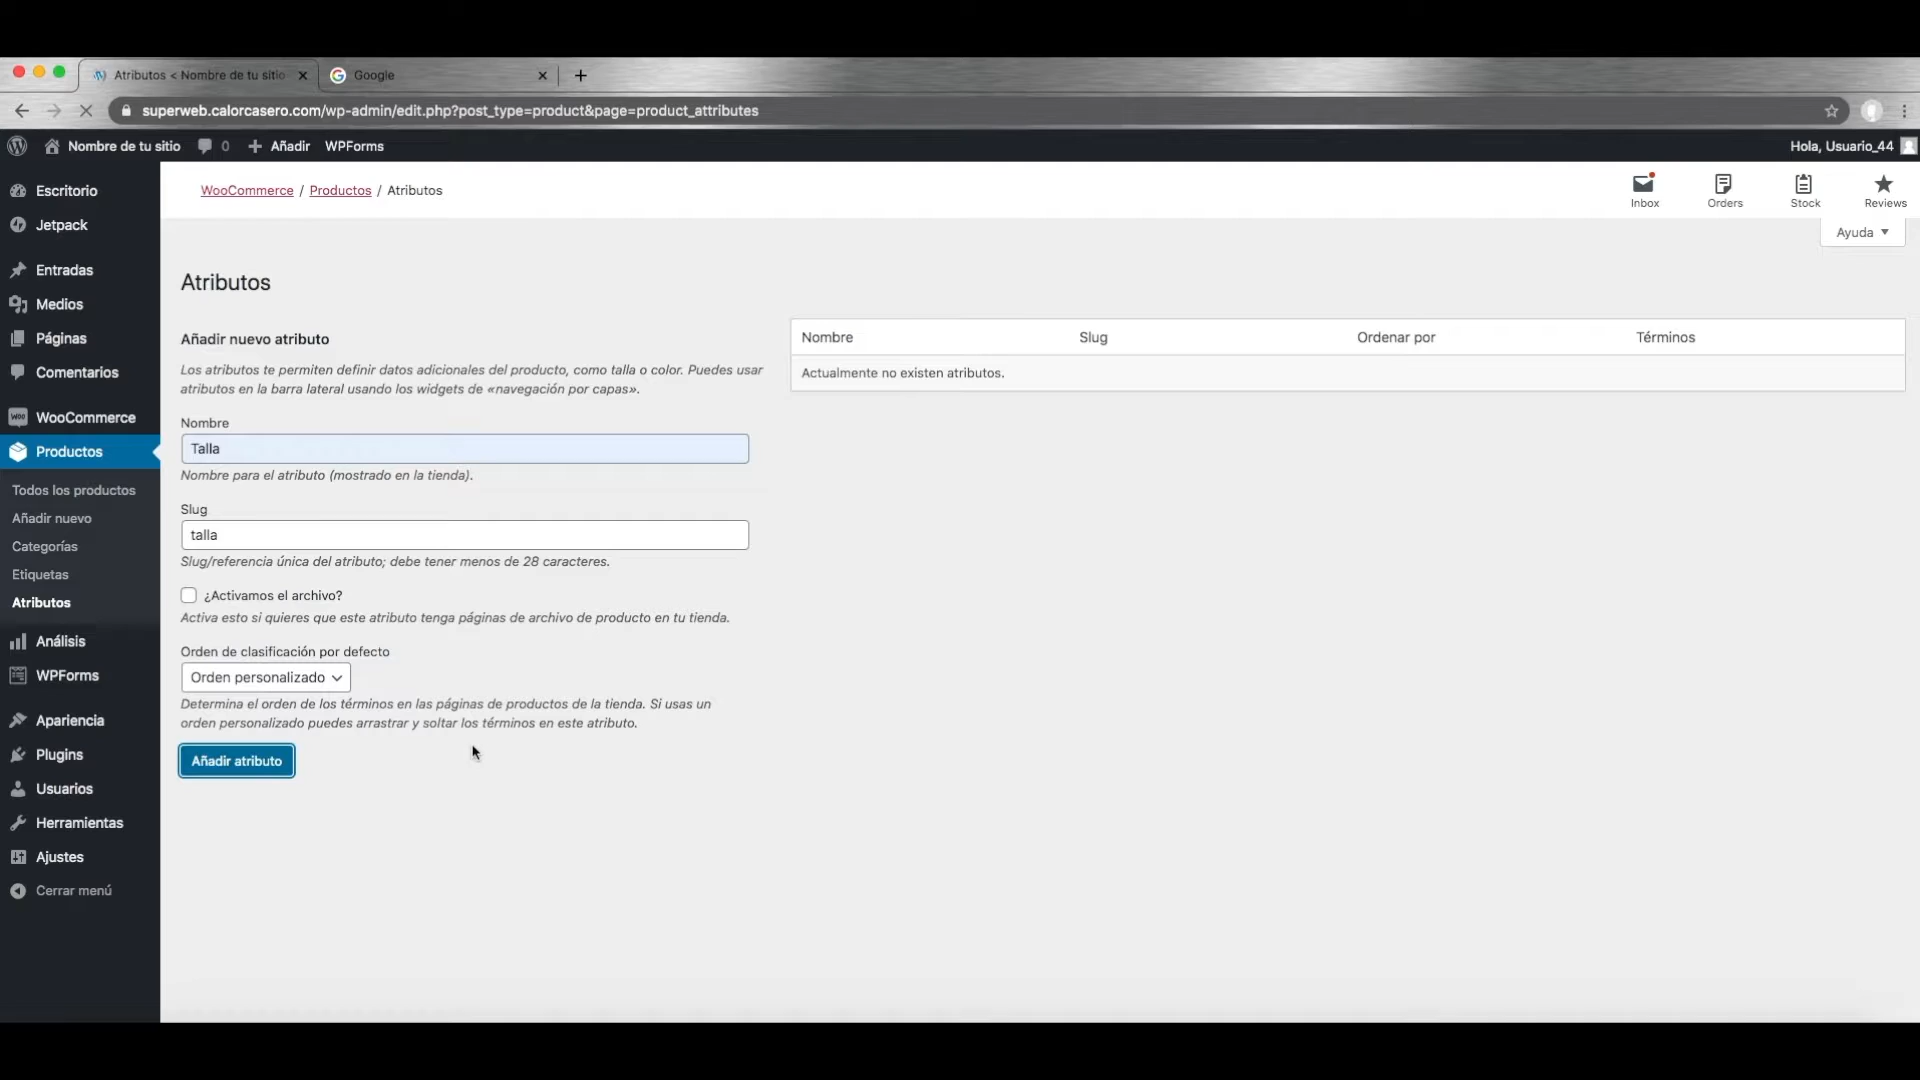 Atributos < Nombre de tu sitio
Google
superweb.calorcasero.com/wp-admin/edit.php?post_type=product&page=product_attributes
Nombre de tu sitio 0 Añadir WPForms Hola, Usuario_44
Escritorio
Jetpack
Entradas
Medios
Páginas
Comentarios
WooCommerce
Productos
Todos los productos
Añadir nuevo
Categorías
Etiquetas
Atributos
Análisis
WPForms
Apariencia
Plugins
Usuarios
Herramientas
Ajustes
Cerrar menú
WooCommerce / Productos / Atributos
Inbox Orders Stock Reviews
Ayuda
Atributos
Añadir nuevo atributo
Los atributos te permiten definir datos adicionales del producto, como talla o color. Puedes usar
atributos en la barra lateral usando los widgets de «navegación por capas».
Nombre
Talla
Nombre para el atributo (mostrado en la tienda).
Slug
talla
Slug/referencia única del atributo; debe tener menos de 28 caracteres.
¿Activamos el archivo?
Activa esto si quieres que este atributo tenga páginas de archivo de producto en tu tienda.
Orden de clasificación por defecto
Orden personalizado
Determina el orden de los términos en las páginas de productos de la tienda. Si usas un
orden personalizado puedes arrastrar y soltar los términos en este atributo.
Añadir atributo
Nombre Slug Ordenar por Términos
Actualmente no existen atributos.